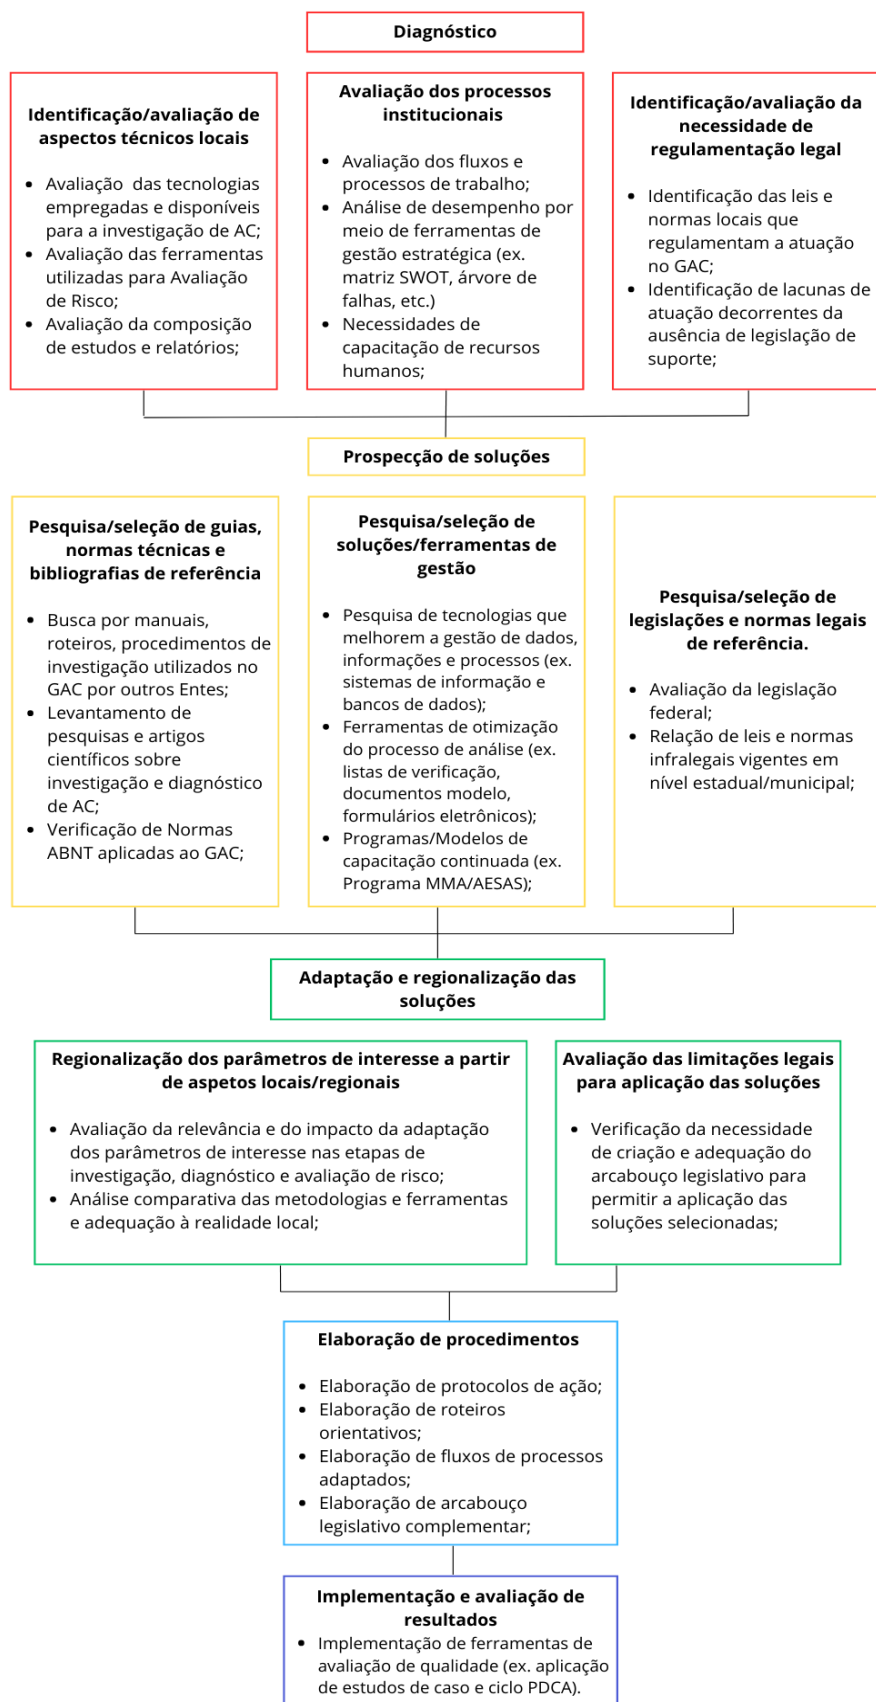 Diagnóstico
Identificação/avaliação de
aspectos técnicos locais
• Avaliação das tecnologias
empregadas e disponíveis
para a investigação de AC;
• Avaliação das ferramentas
utilizadas para Avaliação
de Risco;
• Avaliação da composição
de estudos e relatórios;
Avaliação dos processos
institucionais
• Avaliação dos fluxos e
processos de trabalho;
• Análise de desempenho por
meio de ferramentas de
gestão estratégica (ex.
matriz SWOT, árvore de
falhas, etc.)
• Necessidades de
capacitação de recursos
humanos;
Identificação/avaliação da
necessidade de
regulamentação legal
• Identificação das leis e
normas locais que
regulamentam a atuação
no GAC;
• Identificação de lacunas de
atuação decorrentes da
ausência de legislação de
suporte;
Prospecção de soluções
Pesquisa/seleção de guias,
normas técnicas e
bibliografias de referência
• Busca por manuais,
roteiros, procedimentos de
investigação utilizados no
GAC por outros Entes;
• Levantamento de
pesquisas e artigos
científicos sobre
investigação e diagnóstico
de AC;
• Verificação de Normas
ABNT aplicadas ao GAC;
Pesquisa/seleção de
soluções/ferramentas de
gestão
• Pesquisa de tecnologias que
melhorem a gestão de dados,
informações e processos (ex.
sistemas de informação e
bancos de dados);
• Ferramentas de otimização
do processo de análise (ex.
listas de verificação,
documentos modelo,
formulários eletrônicos);
• Programas/Modelos de
capacitação continuada (ex.
Programa MMA/AESAS);
Pesquisa/seleção de
legislações e normas legais
de referência.
• Avaliação da legislação
federal;
• Relação de leis e normas
infralegais vigentes em
nível estadual/municipal;
Adaptação e regionalização das
soluções
Regionalização dos parâmetros de interesse a partir
de aspetos locais/regionais
• Avaliação da relevância e do impacto da adaptação
dos parâmetros de interesse nas etapas de
investigação, diagnóstico e avaliação de risco;
• Análise comparativa das metodologias e ferramentas
e adequação à realidade local;
Avaliação das limitações legais
para aplicação das soluções
• Verificação da necessidade
de criação e adequação do
arcabouço legislativo para
permitir a aplicação das
soluções selecionadas;
Elaboração de procedimentos
• Elaboração de protocolos de ação;
• Elaboração de roteiros
orientativos;
• Elaboração de fluxos de processos
adaptados;
• Elaboração de arcabouço
legislativo complementar;
Implementação e avaliação de
resultados
• Implementação de ferramentas de
avaliação de qualidade (ex. aplicação
de estudos de caso e ciclo PDCA).